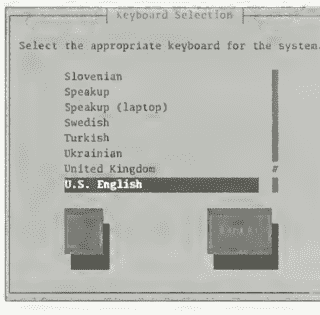 Keyboard Selection
Select the appropriate keyboard for the system.
Slovenian
Speakup
Speakup (laptop)
Swedish
Turkish
Ukrainian
United Kingdom #
U.S. English